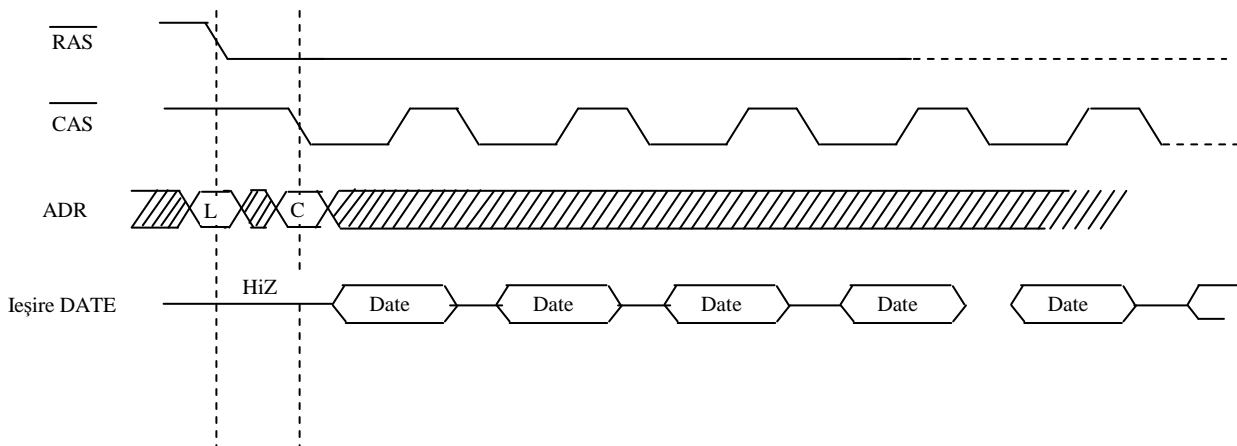 RAS
CAS
ADR
L
C
HiZ
Ieşire DATE
Date
Date
Date
Date
Date